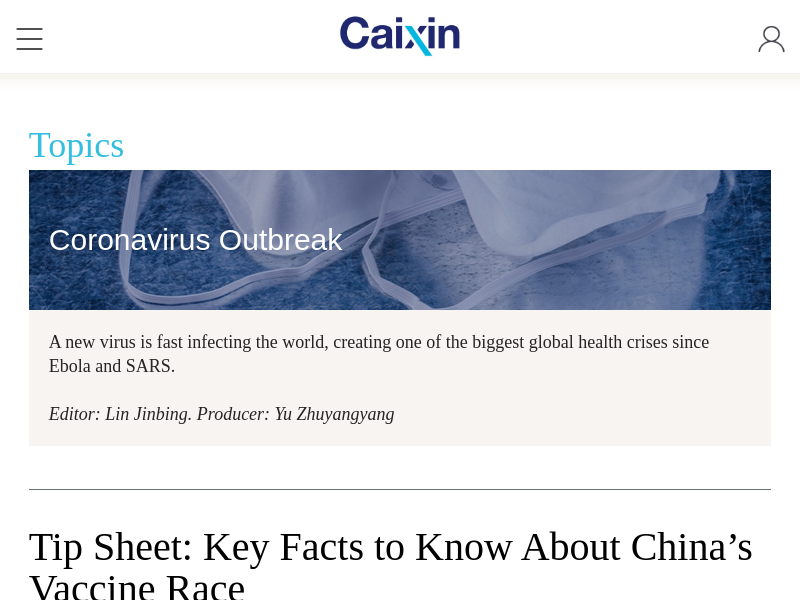 Caixin
Topics
Coronavirus Outbreak
A new virus is fast infecting the world, creating one of the biggest global health crises since
Ebola and SARS.
Editor: Lin Jinbing. Producer: Yu Zhuyangyang
Tip Sheet: Key Facts to Know About China’s
Vaccine Race